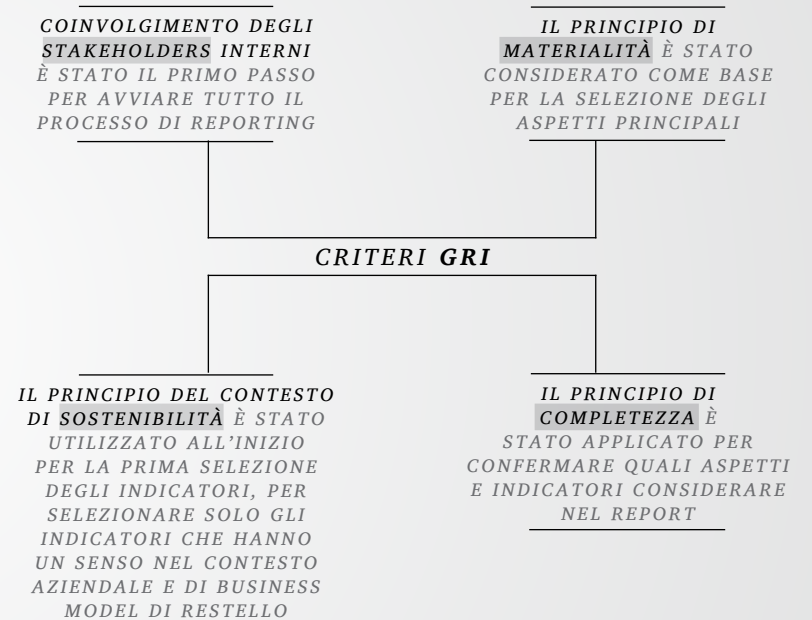 COINVOLGIMENTO DEGLI
STAKEHOLDERS INTERNI
È STATO IL PRIMO PASSO
PER AVVIARE TUTTO IL
PROCESSO DI REPORTING
IL PRINCIPIO DI
MATERIALITÀ È STATO
CONSIDERATO COME BASE
PER LA SELEZIONE DEGLI
ASPETTI PRINCIPALI
CRITERI GRI
IL PRINCIPIO DEL CONTESTO
DI SOSTENIBILITÀ È STATO
UTILIZZATO ALL'INIZIO
PER LA PRIMA SELEZIONE
DEGLI INDICATORI, PER
SELEZIONARE SOLO GLI
INDICATORI CHE HANNO
UN SENSO NEL CONTESTO
AZIENDALE E DI BUSINESS
MODEL DI RESTELLO
IL PRINCIPIO DI
COMPLETEZZA È
STATO APPLICATO PER
CONFERMARE QUALI ASPETTI
E INDICATORI CONSIDERARE
NEL REPORT